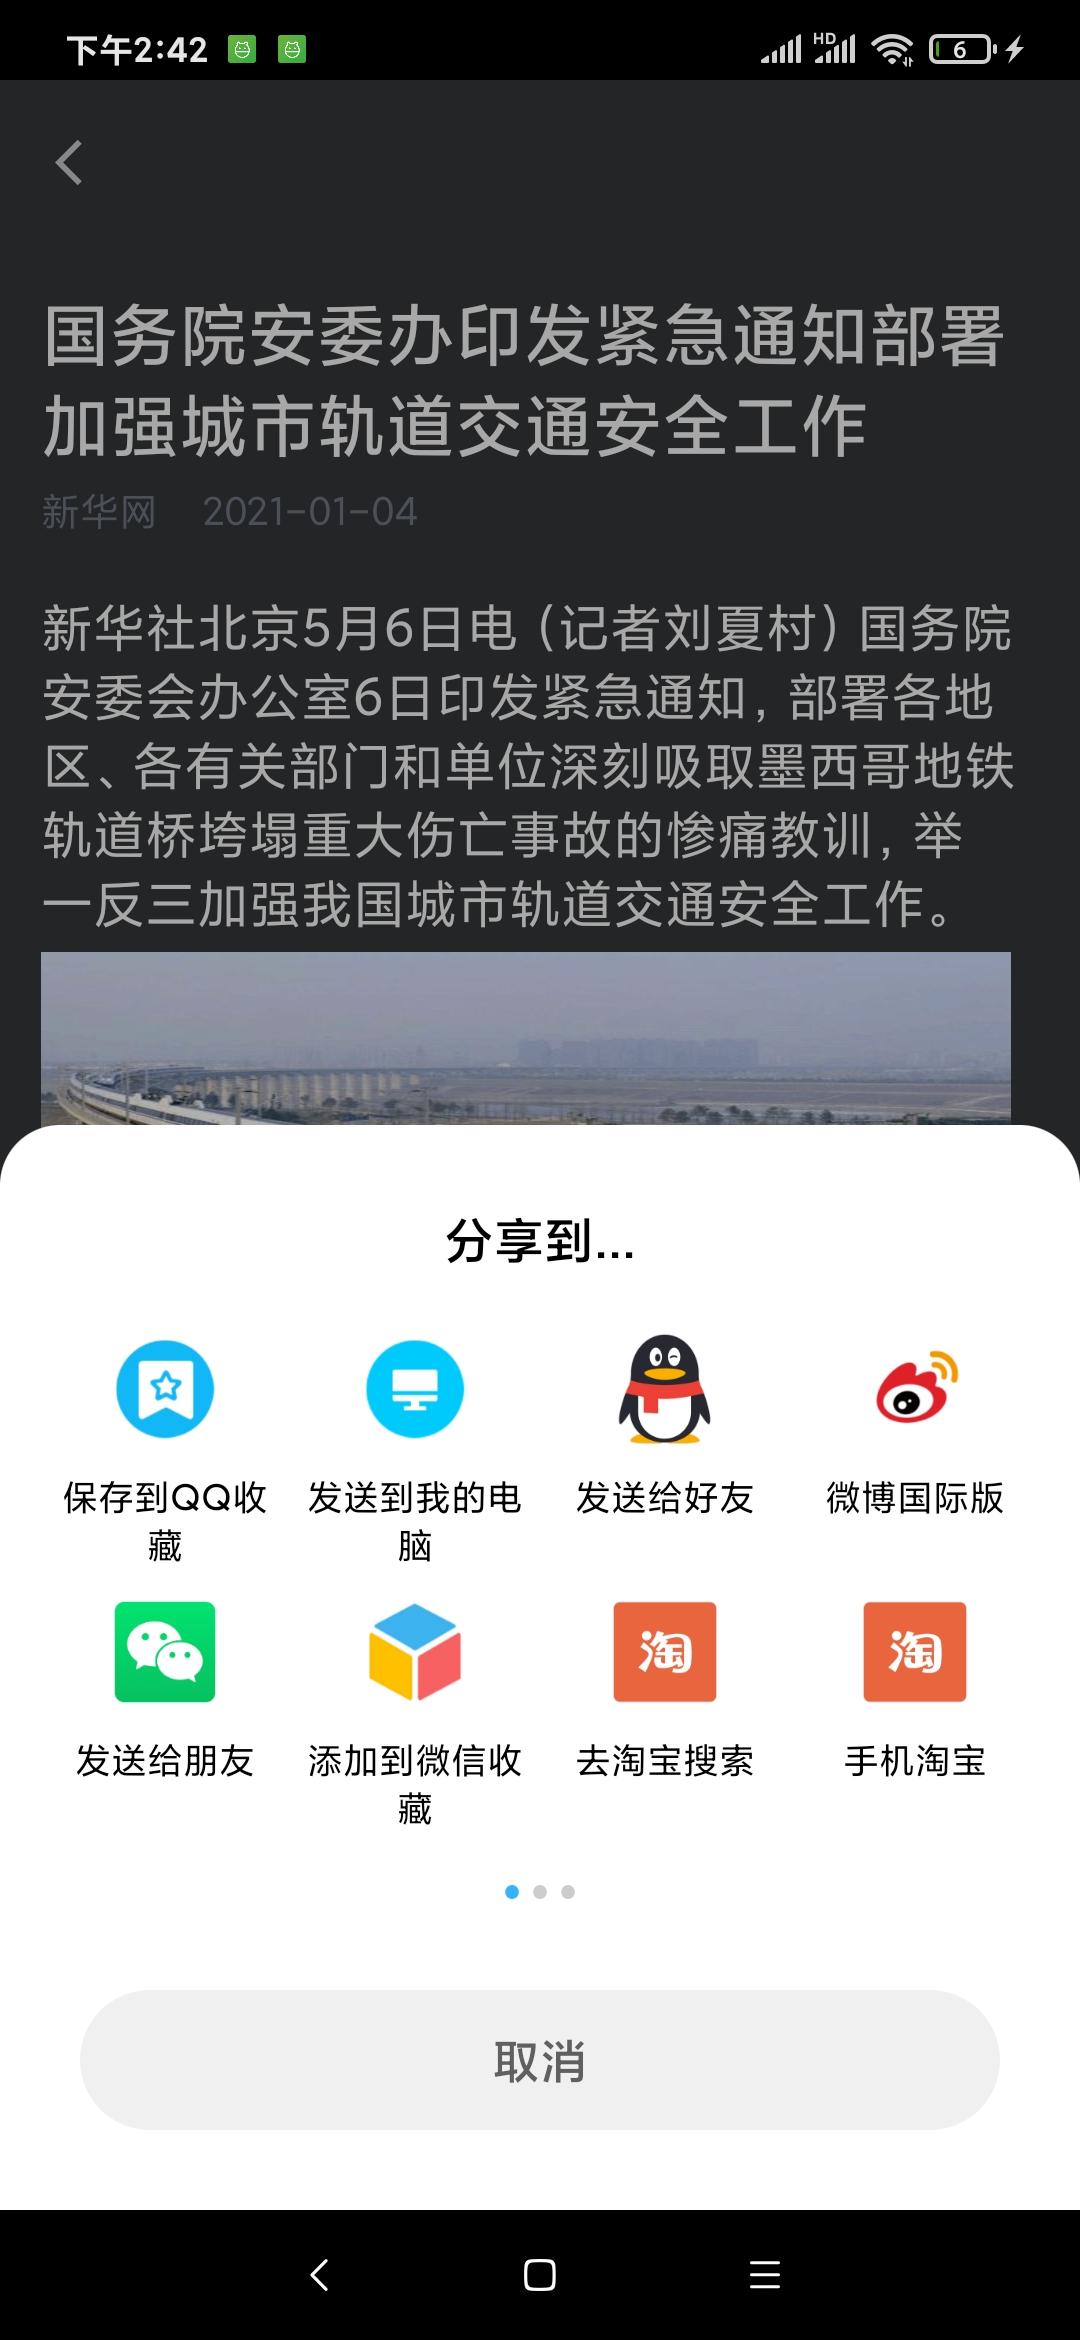 下午2:42
HD
6
国务院安委办印发紧急通知部署
加强城市轨道交通安全工作
新华网 2021-01-04
新华社北京5月6日电（记者刘夏村）国务院
安委会办公室6日印发紧急通知，部署各地
区、各有关部门和单位深刻吸取墨西哥地铁
轨道桥垮塌重大伤亡事故的惨痛教训，举
一反三加强我国城市轨道交通安全工作。
分享到...
保存到QQ收
藏
发送到我的电
脑
发送给好友
微博国际版
淘
淘
发送给朋友
添加到微信收
藏
去淘宝搜索
手机淘宝
取消